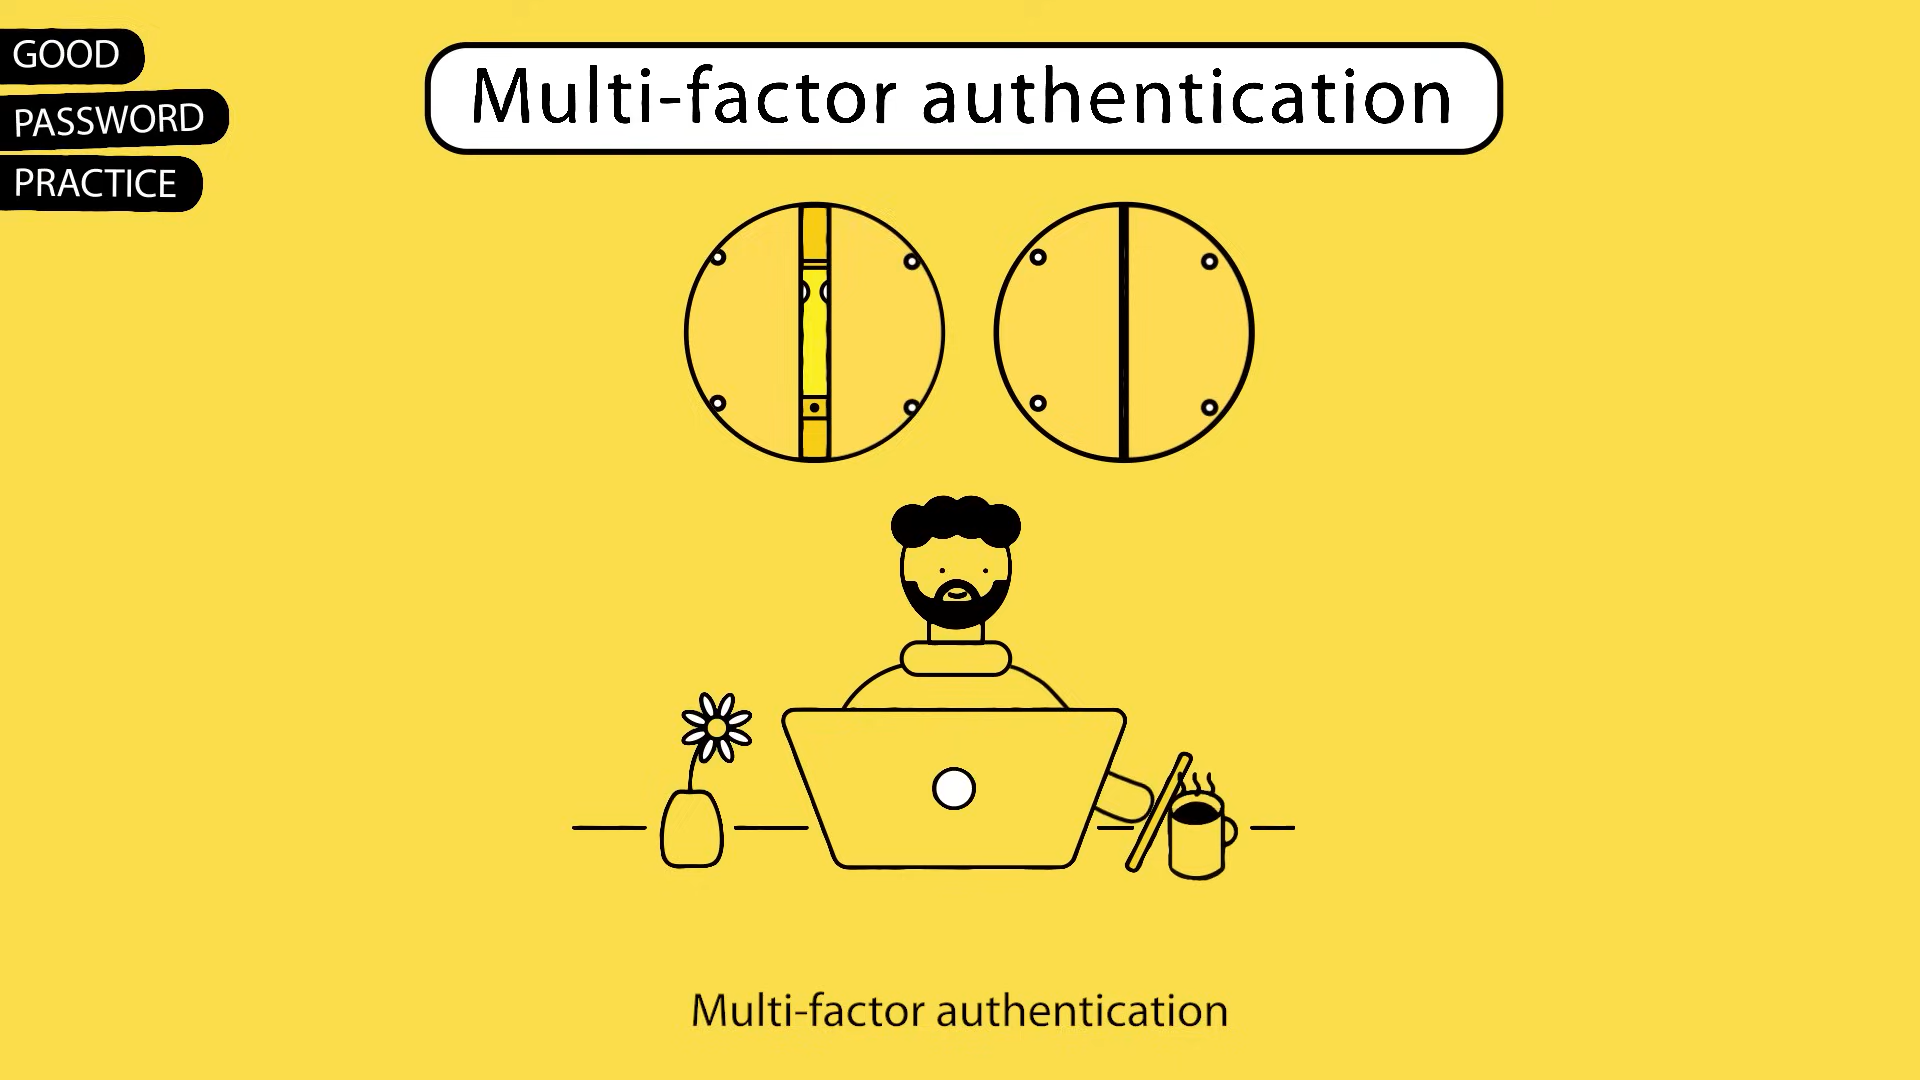 GOOD
PASSWORD
PRACTICE
Multi-factor authentication
Multi-factor authentication